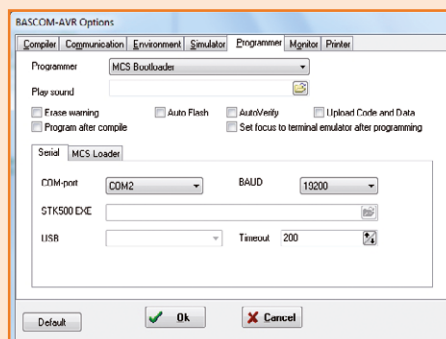 BASCOM-AVR Options
Compiler Communication Environment Simulator Programmer Monitor Printer
Programmer MCS Bootloader
Play sound
Erase warning Auto Flash AutoVerify Upload Code and Data
Program after compile Set focus to terminal emulator after programming
Serial MCS Loader
COM-port COM2 BAUD 19200
STK500 EXE
USB Timeout 200
Default Ok Cancel